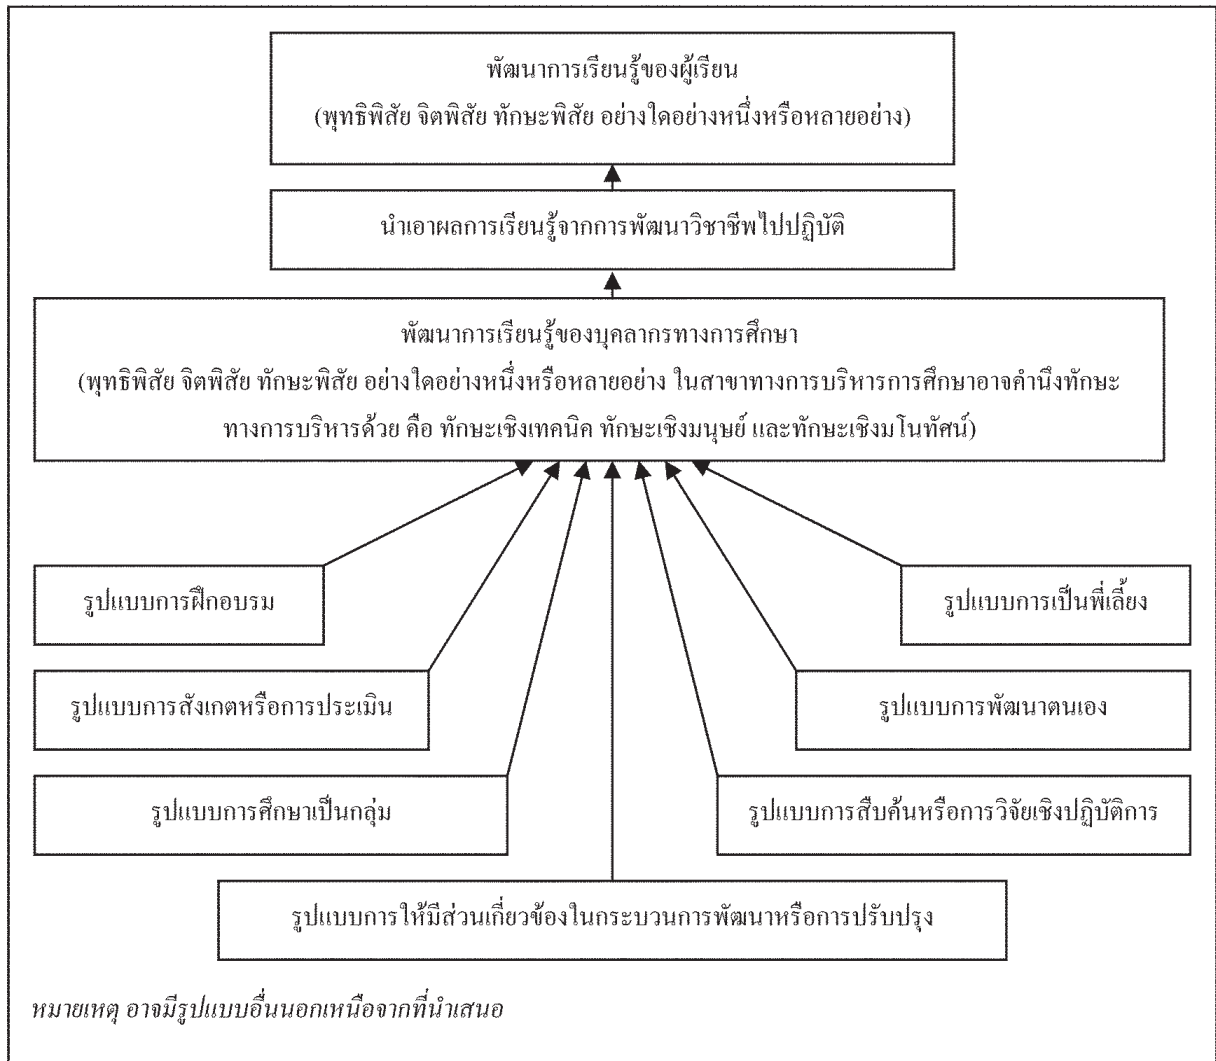 พัฒนาการเรียนรู้ของผู้เรียน
(พุทธิพิสัย จิตพิสัย ทักษะพิสัย อย่างใดอย่างหนึ่งหรือหลายอย่าง)
นำเอาผลการเรียนรู้จากการพัฒนาวิชาชีพไปปฏิบัติ
พัฒนาการเรียนรู้ของบุคลากรทางการศึกษา
(พุทธิพิสัย จิตพิสัย ทักษะพิสัย อย่างใดอย่างหนึ่งหรือหลายอย่าง ในสาขาทางการบริหารการศึกษาอาจคำนึงทักษะ
ทางการบริหารด้วย คือ ทักษะเชิงเทคนิค ทักษะเชิงมนุษย์ และทักษะเชิงมโนทัศน์)
รูปแบบการฝึกอบรม
รูปแบบการเป็นพี่เลี้ยง
รูปแบบการสังเกตหรือการประเมิน
รูปแบบการพัฒนาตนเอง
รูปแบบการศึกษาเป็นกลุ่ม
รูปแบบการสืบค้นหรือการวิจัยเชิงปฏิบัติการ
รูปแบบการให้มีส่วนเกี่ยวข้องในกระบวนการพัฒนาหรือการปรับปรุง
หมายเหตุ อาจมีรูปแบบอื่นนอกเหนือจากที่นำเสนอ